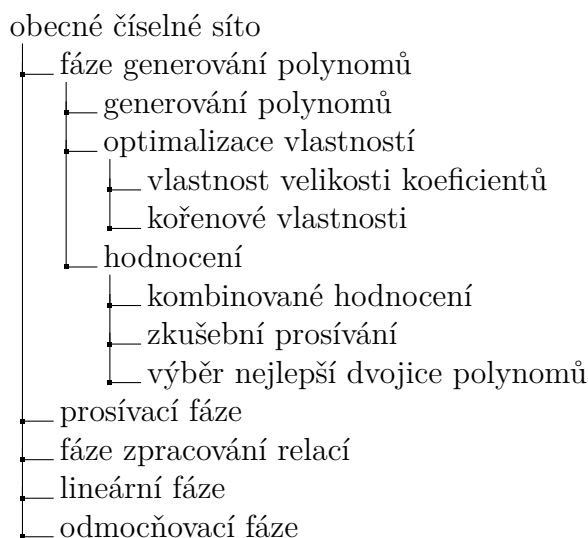 obecné číselné síto
fáze generování polynomů
generování polynomů
optimalizace vlastností
vlastnost velikosti koeficientů
kořenové vlastnosti
hodnocení
kombinované hodnocení
zkušební prosívání
výběr nejlepší dvojice polynomů
prosívací fáze
fáze zpracování relací
lineární fáze
odmocňovací fáze